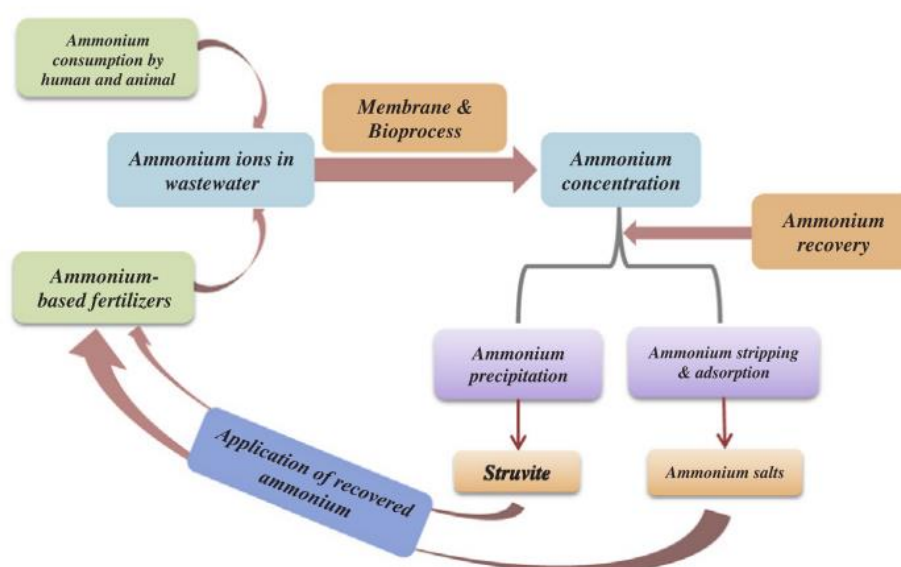 Ammonium
consumption by
human and animal
Membrane &
Bioprocess
Ammonium ions in
wastewater
Ammonium
concentration
Ammonium
recovery
Ammonium-
based fertilizers
Ammonium
precipitation
Ammonium stripping
& adsorption
Application of recovered
ammonium
Struvite
Ammonium salts